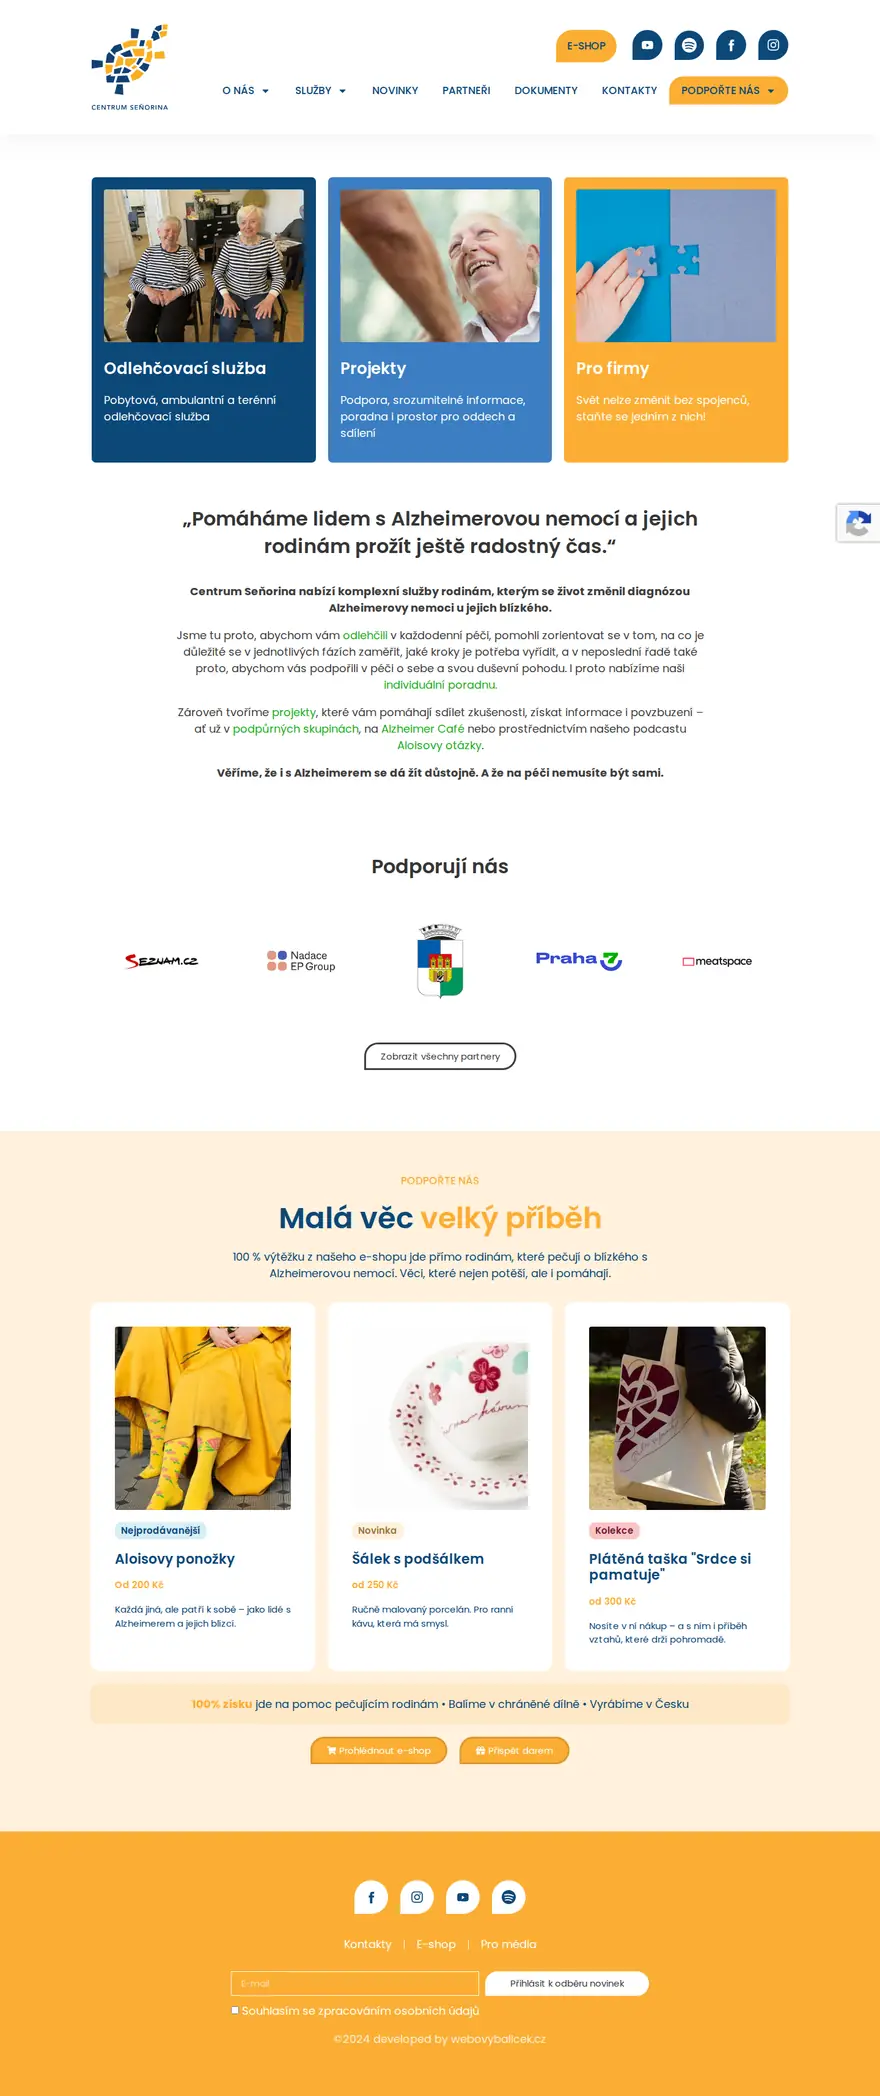 E-SHOP
CENTRUM SEÑORINA
O NÁS
SLUŽBY
NOVINKY
PARTNEŘI
DOKUMENTY
KONTAKTY
PODPOŘTE NÁS
Odlehčovací služba
Pobytová, ambulantní a terénní
odlehčovací služba
Projekty
Podpora, srozumitelné informace,
poradna i prostor pro oddech a
sdílení
Pro firmy
Svět nelze změnit bez spojenců,
staňte se jedním z nich!
„Pomáháme lidem s Alzheimerovou nemocí a jejich
rodinám prožít ještě radostný čas.“
Centrum Seňorina nabízí komplexní služby rodinám, kterým se život změnil diagnózou
Alzheimerovy nemoci u jejich blízkého.
Jsme tu proto, abychom vám odlehčili v každodenní péči, pomohli zorientovat se v tom, na co je
důležité se v jednotlivých fázích zaměřit, jaké kroky je potřeba vyřídit, a v neposlední řadě také
proto, abychom vás podpořili v péči o sebe a svou duševní pohodu. I proto nabízíme naši
individuální poradnu.
Zároveň tvoříme projekty, které vám pomáhají sdílet zkušenosti, získat informace i povzbuzení –
ať už v podpůrných skupinách, na Alzheimer Café nebo prostřednictvím našeho podcastu
Aloisovy otázky.
Věříme, že i s Alzheimerem se dá žít důstojně. A že na péči nemusíte být sami.
Podporují nás
SEZNAM.CZ
Nadace
EP Group
Praha 7
meatspace
Zobrazit všechny partnery
PODPOŘTE NÁS
Malá věc velký příběh
100 % výtěžku z našeho e-shopu jde přímo rodinám, které pečují o blízkého s
Alzheimerovou nemocí. Věci, které nejen potěší, ale i pomáhají.
Nejprodávanější
Aloisovy ponožky
Od 200 Kč
Každá jiná, ale patří k sobě – jako lidé s
Alzheimerem a jejich blízcí.
Novinka
Šálek s podšálkem
od 250 Kč
Ručně malovaný porcelán. Pro ranní
kávu, která má smysl.
Kolekce
Plátěná taška "Srdce si
pamatuje"
od 300 Kč
Nosíte v ní nákup – a s ním i příběh
vztahů, které drží pohromadě.
100% zisku jde na pomoc pečujícím rodinám • Balíme v chráněné dílně • Vyrábíme v Česku
Prohlédnout e-shop
Přispět darem
Kontakty
E-shop
Pro média
E-mail
Přihlásit k odběru novinek
Souhlasím se zpracováním osobních údajů
©2024 developed by webovybalicek.cz